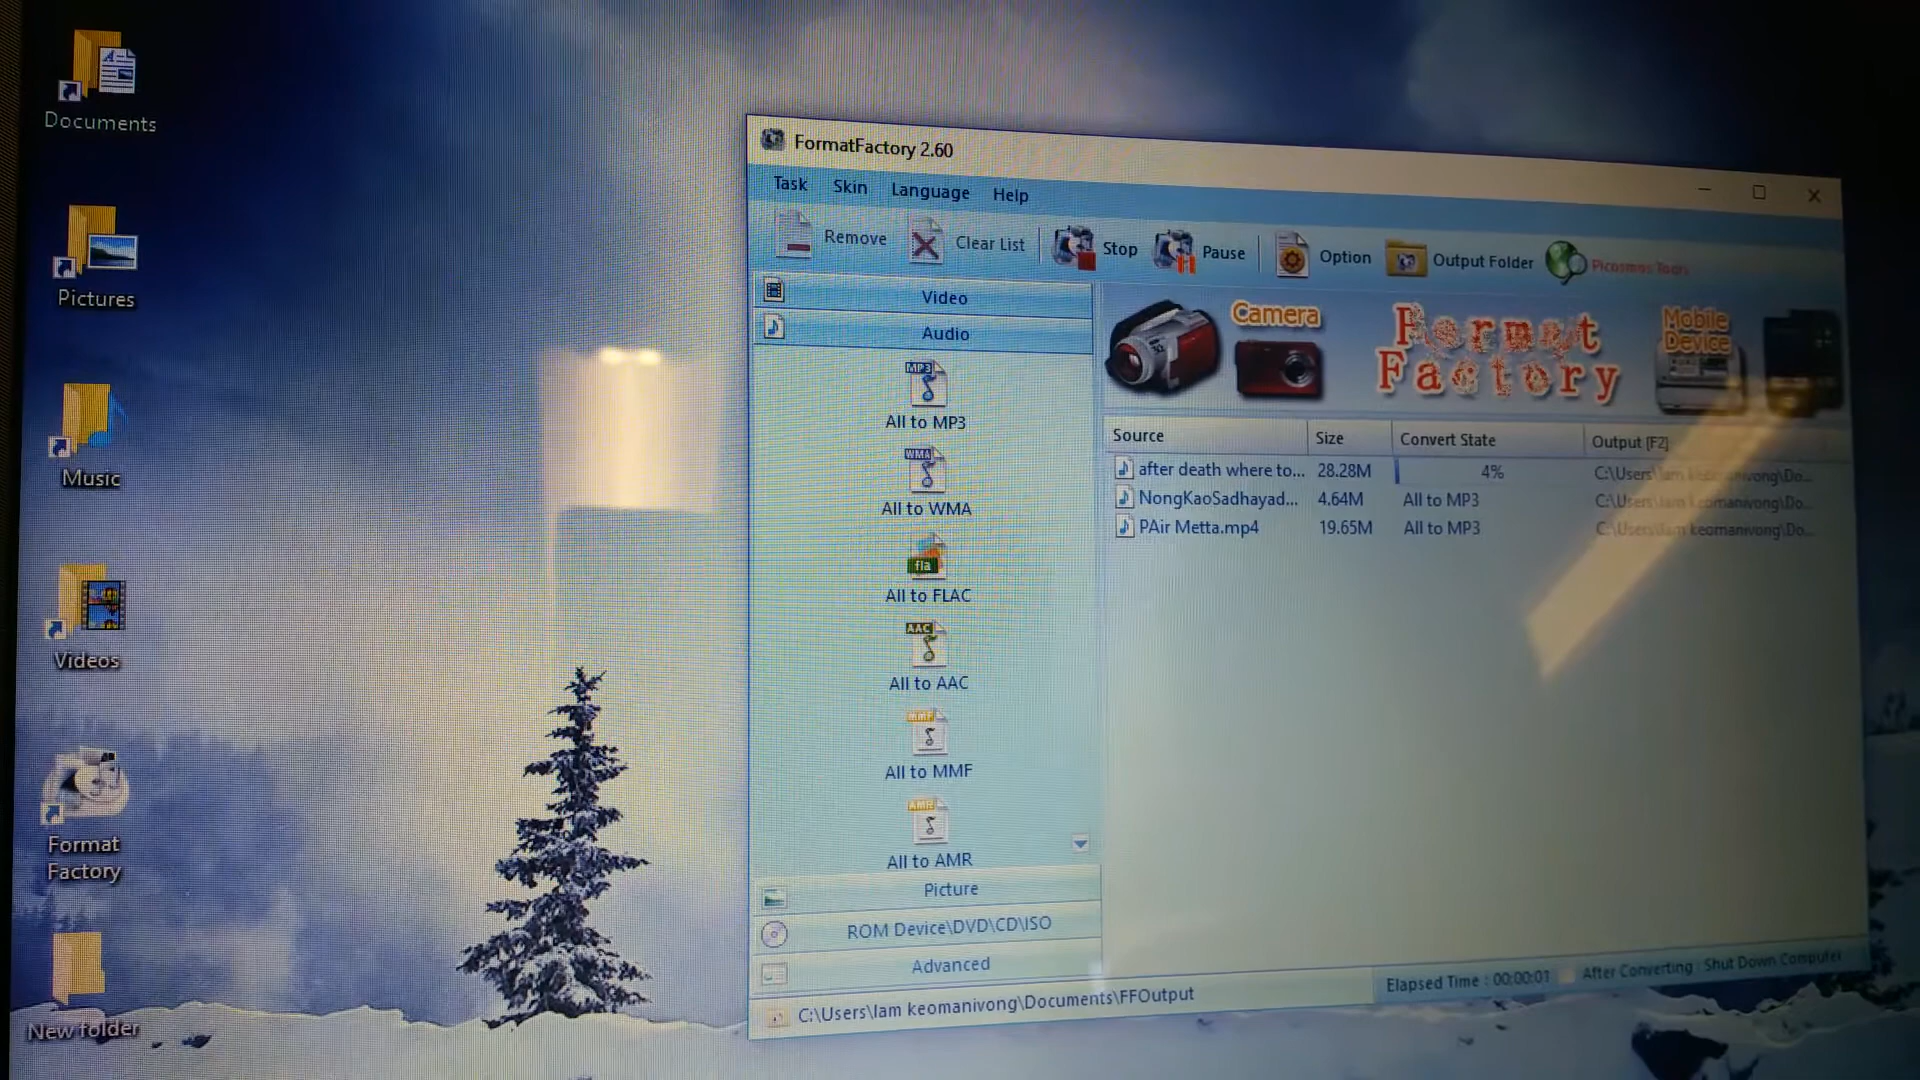 Documents
Pictures
Music
Videos
Format
Factory
New folder
FormatFactory 2.60
Task Skin Language Help
Remove Clear List Stop Pause Option Output Folder Picosmos Tools
Video
Audio
MP3
All to MP3
WMA
All to WMA
fla
All to FLAC
AAC
All to AAC
MMF
All to MMF
AMR
All to AMR
Picture
ROM Device\DVD\CD\ISO
Advanced
Camera
Format
Factory
Mobile
Device
Source Size Convert State Output [F2]
after death where to... 28.28M 4% C:\Users\Iam keomanivong\Do...
NongKaoSadhayad... 4.64M All to MP3 C:\Users\Iam keomanivong\Do...
PAir Metta.mp4 19.65M All to MP3 C:\Users\Iam keomanivong\Do...
C:\Users\Iam keomanivong\Documents\FFOutput
Elapsed Time : 00:00:01 After Converting : Shut Down Computer